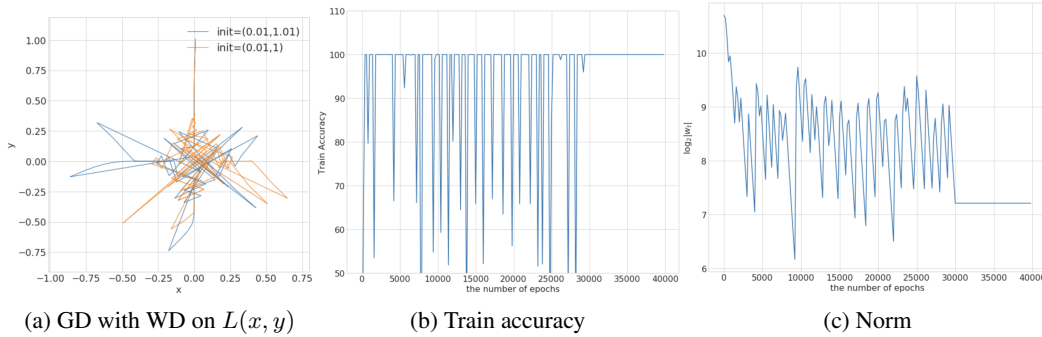 y
1.00
0.75
0.50
0.25
0.00
−0.25
−0.50
−0.75
−1.00 −0.75 −0.50 −0.25 0.00 0.25 0.50 0.75
x
init=(0.01,1.01)
init=(0.01,1)
(a) GD with WD on L(x, y)
Train Accuracy
110
100
90
80
70
60
50
0 5000 10000 15000 20000 25000 30000 35000 40000
the number of epochs
(b) Train accuracy
log₂|wₜ|
10
9
8
7
6
0 5000 10000 15000 20000 25000 30000 35000 40000
the number of epochs
(c) Norm